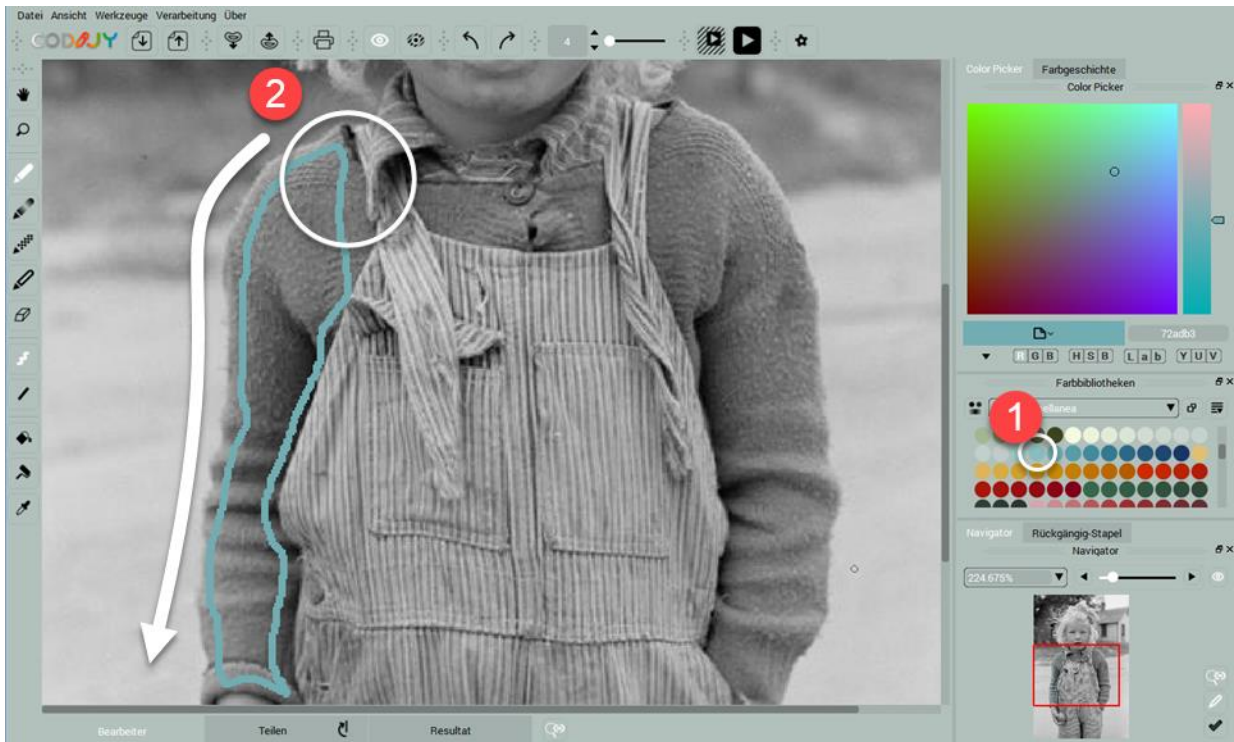 Datei Ansicht Werkzeuge Verarbeitung Über
CODIJY
4
2
Color Picker Farbgeschichte
Color Picker
72adb3
R G B H S B L a b Y U V
Farbbibliotheken
1
ellanea
Navigator Rückgängig-Stapel
Navigator
224.675%
Bearbeiter Teilen Resultat